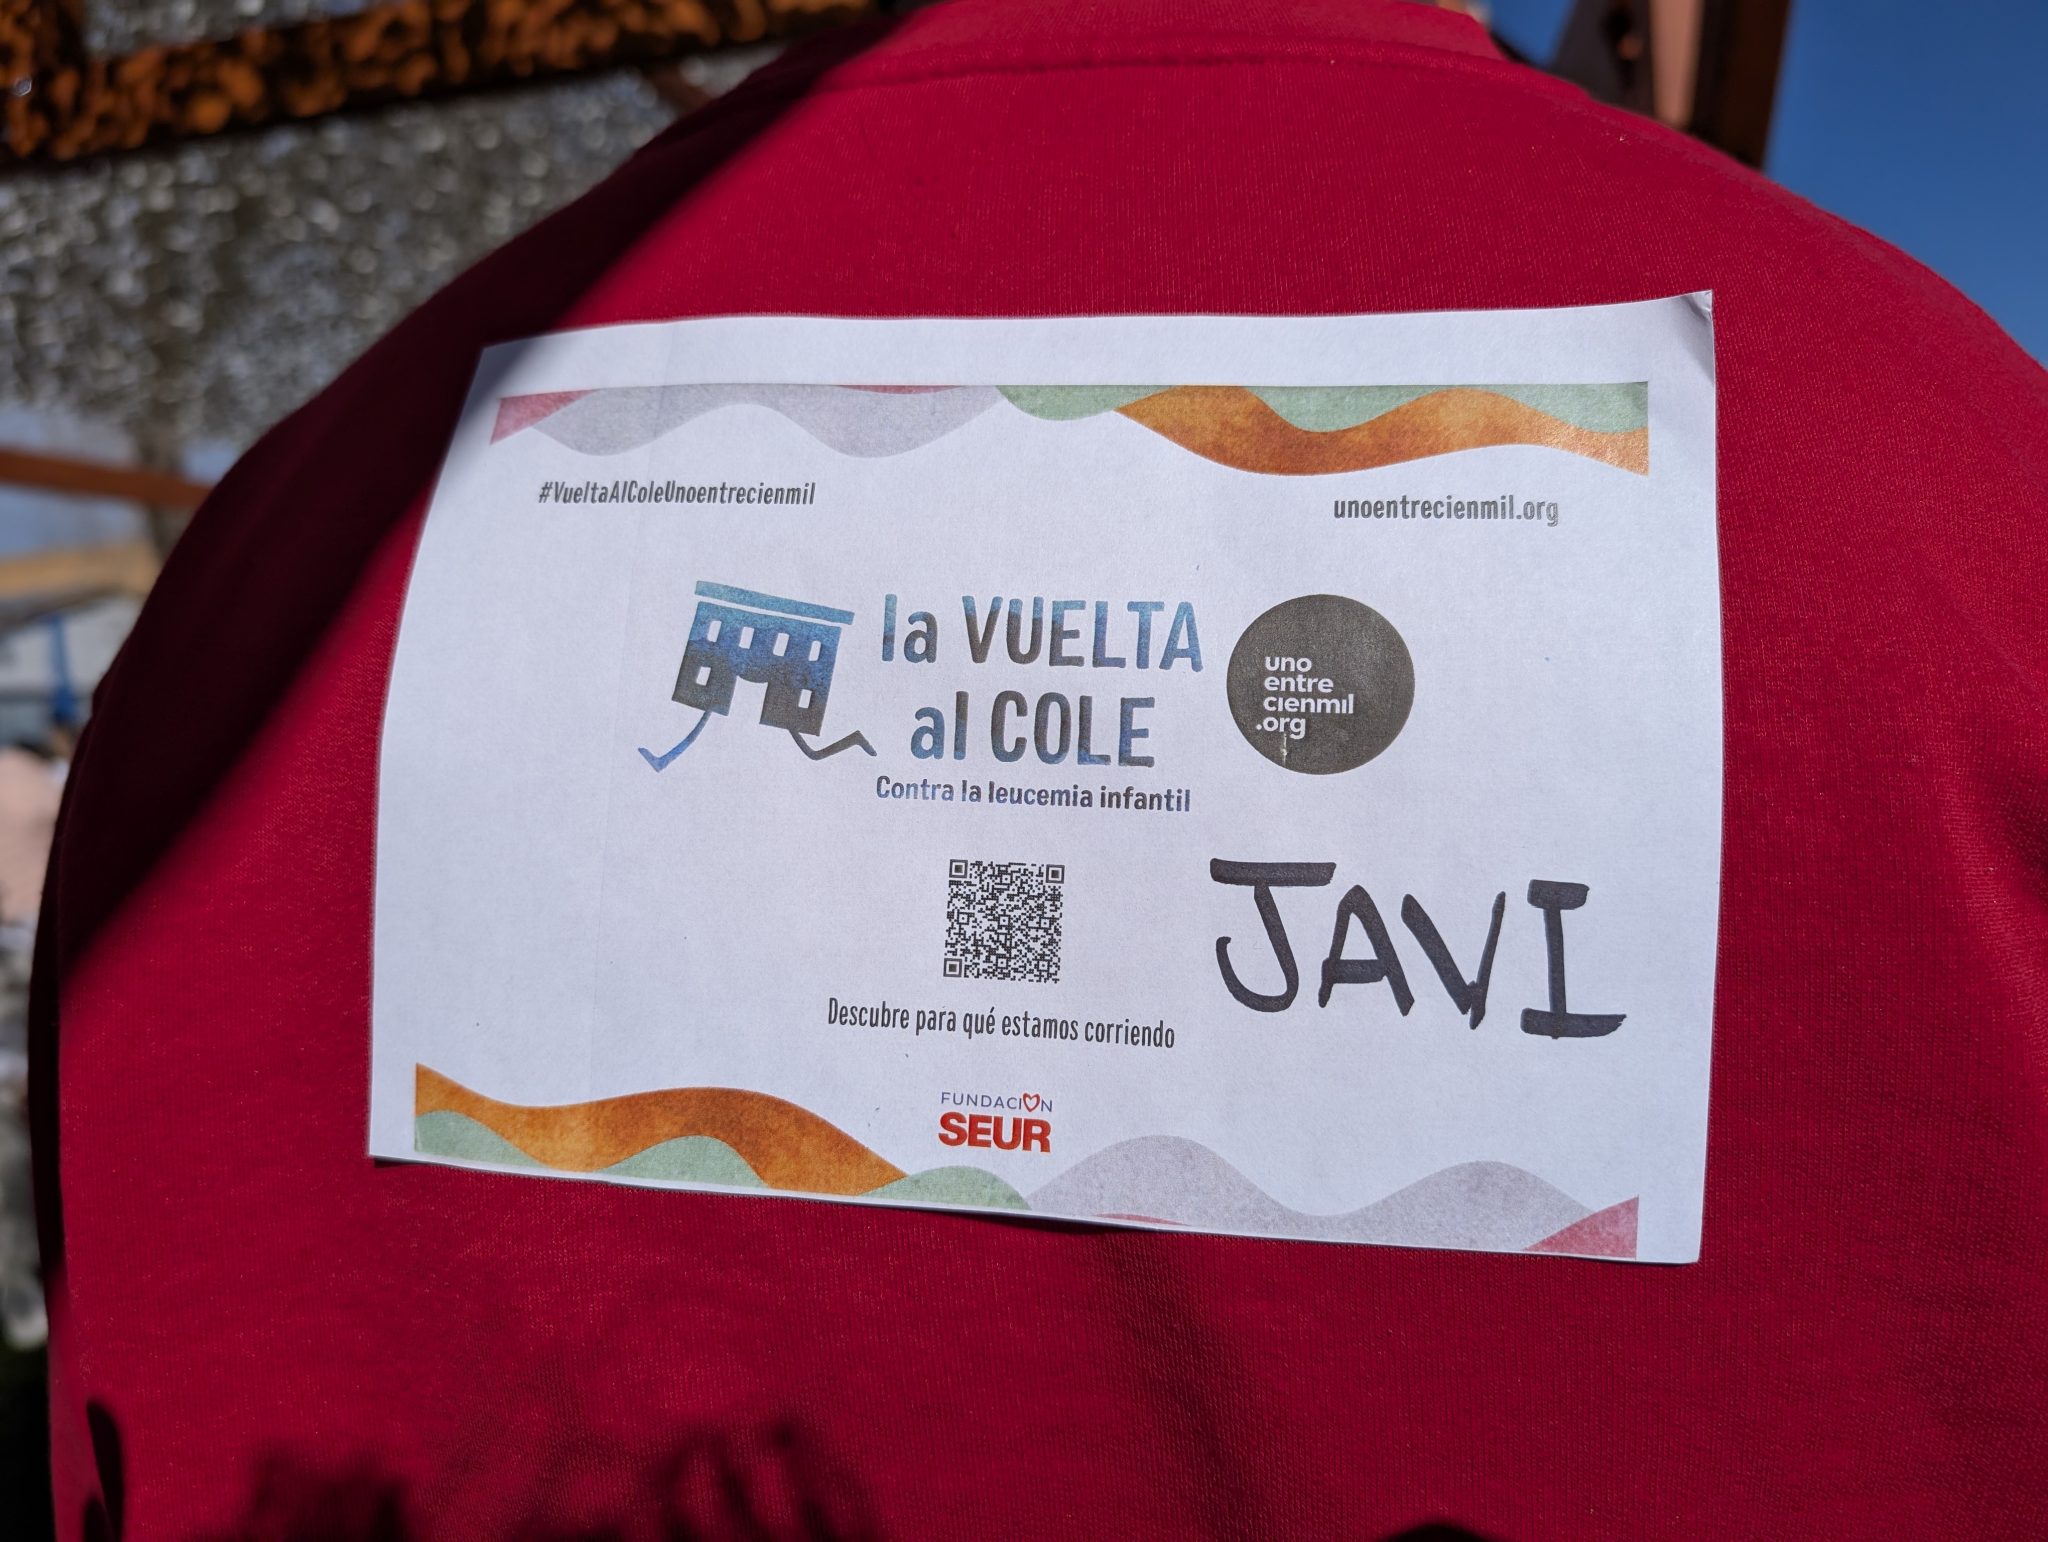 #VueltaAlColeUnoentrecienmil
unoentrecienmil.org
la VUELTA
al COLE
Contra la leucemia infantil
uno
entre
cienmil
.org
JAVI
Descubre para qué estamos corriendo
FUNDACIÓN
SEUR